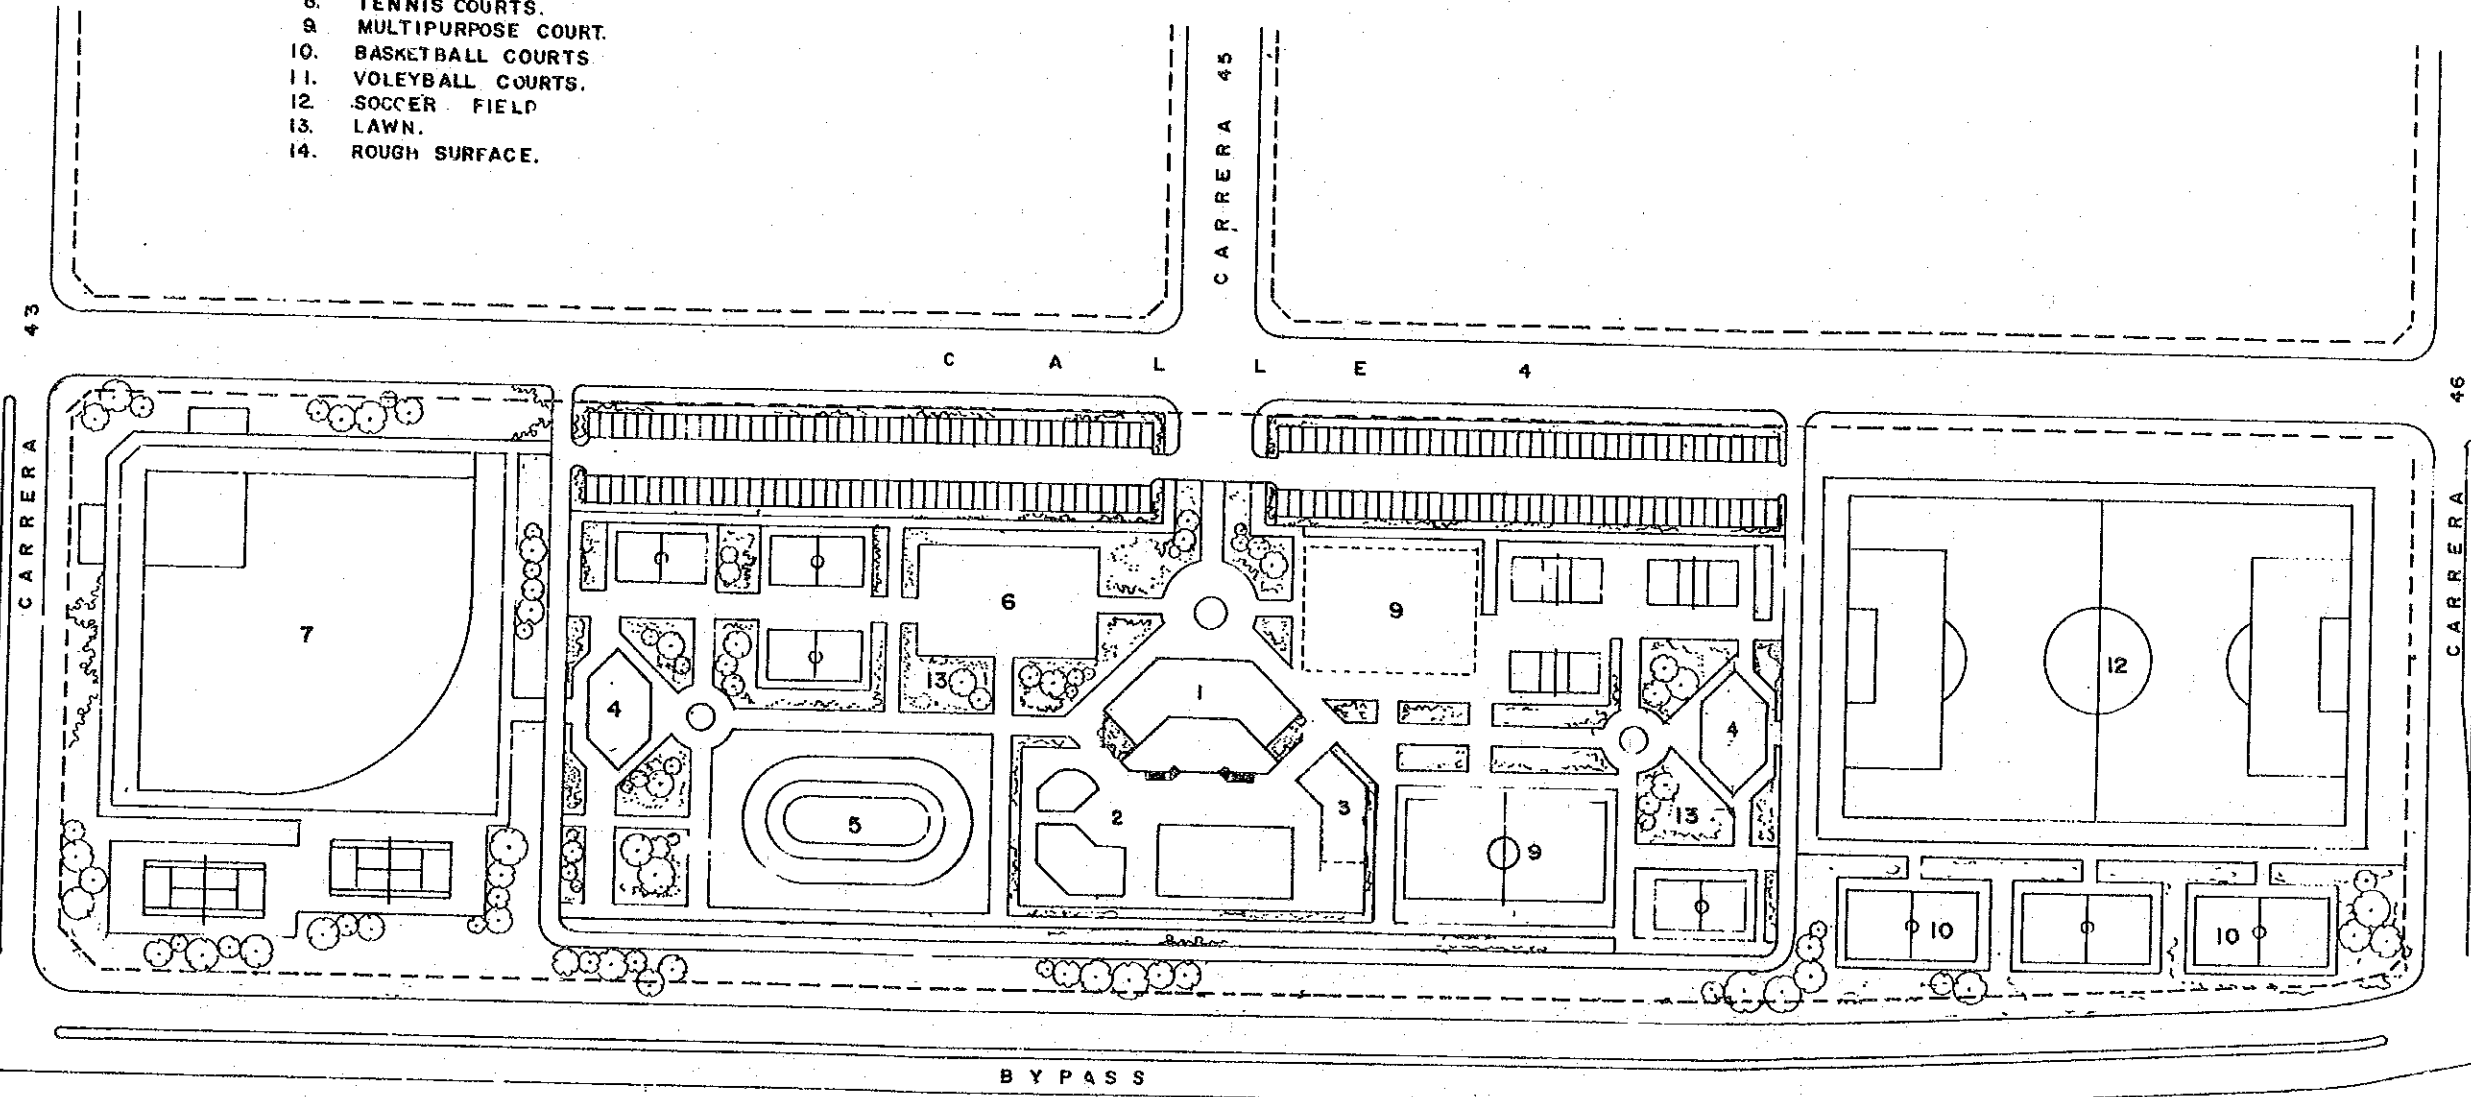 8. TENNIS COURTS.
9. MULTIPURPOSE COURT.
10. BASKETBALL COURTS
11. VOLEYBALL COURTS.
12. SOCCER FIELD
13. LAWN.
14. ROUGH SURFACE.
CARRERA 45
43
CALLE 4
46
CARRERA
CARRERA
6
9
7
12
13
1
4
4
3
2
5
13
9
10
10
BYPASS